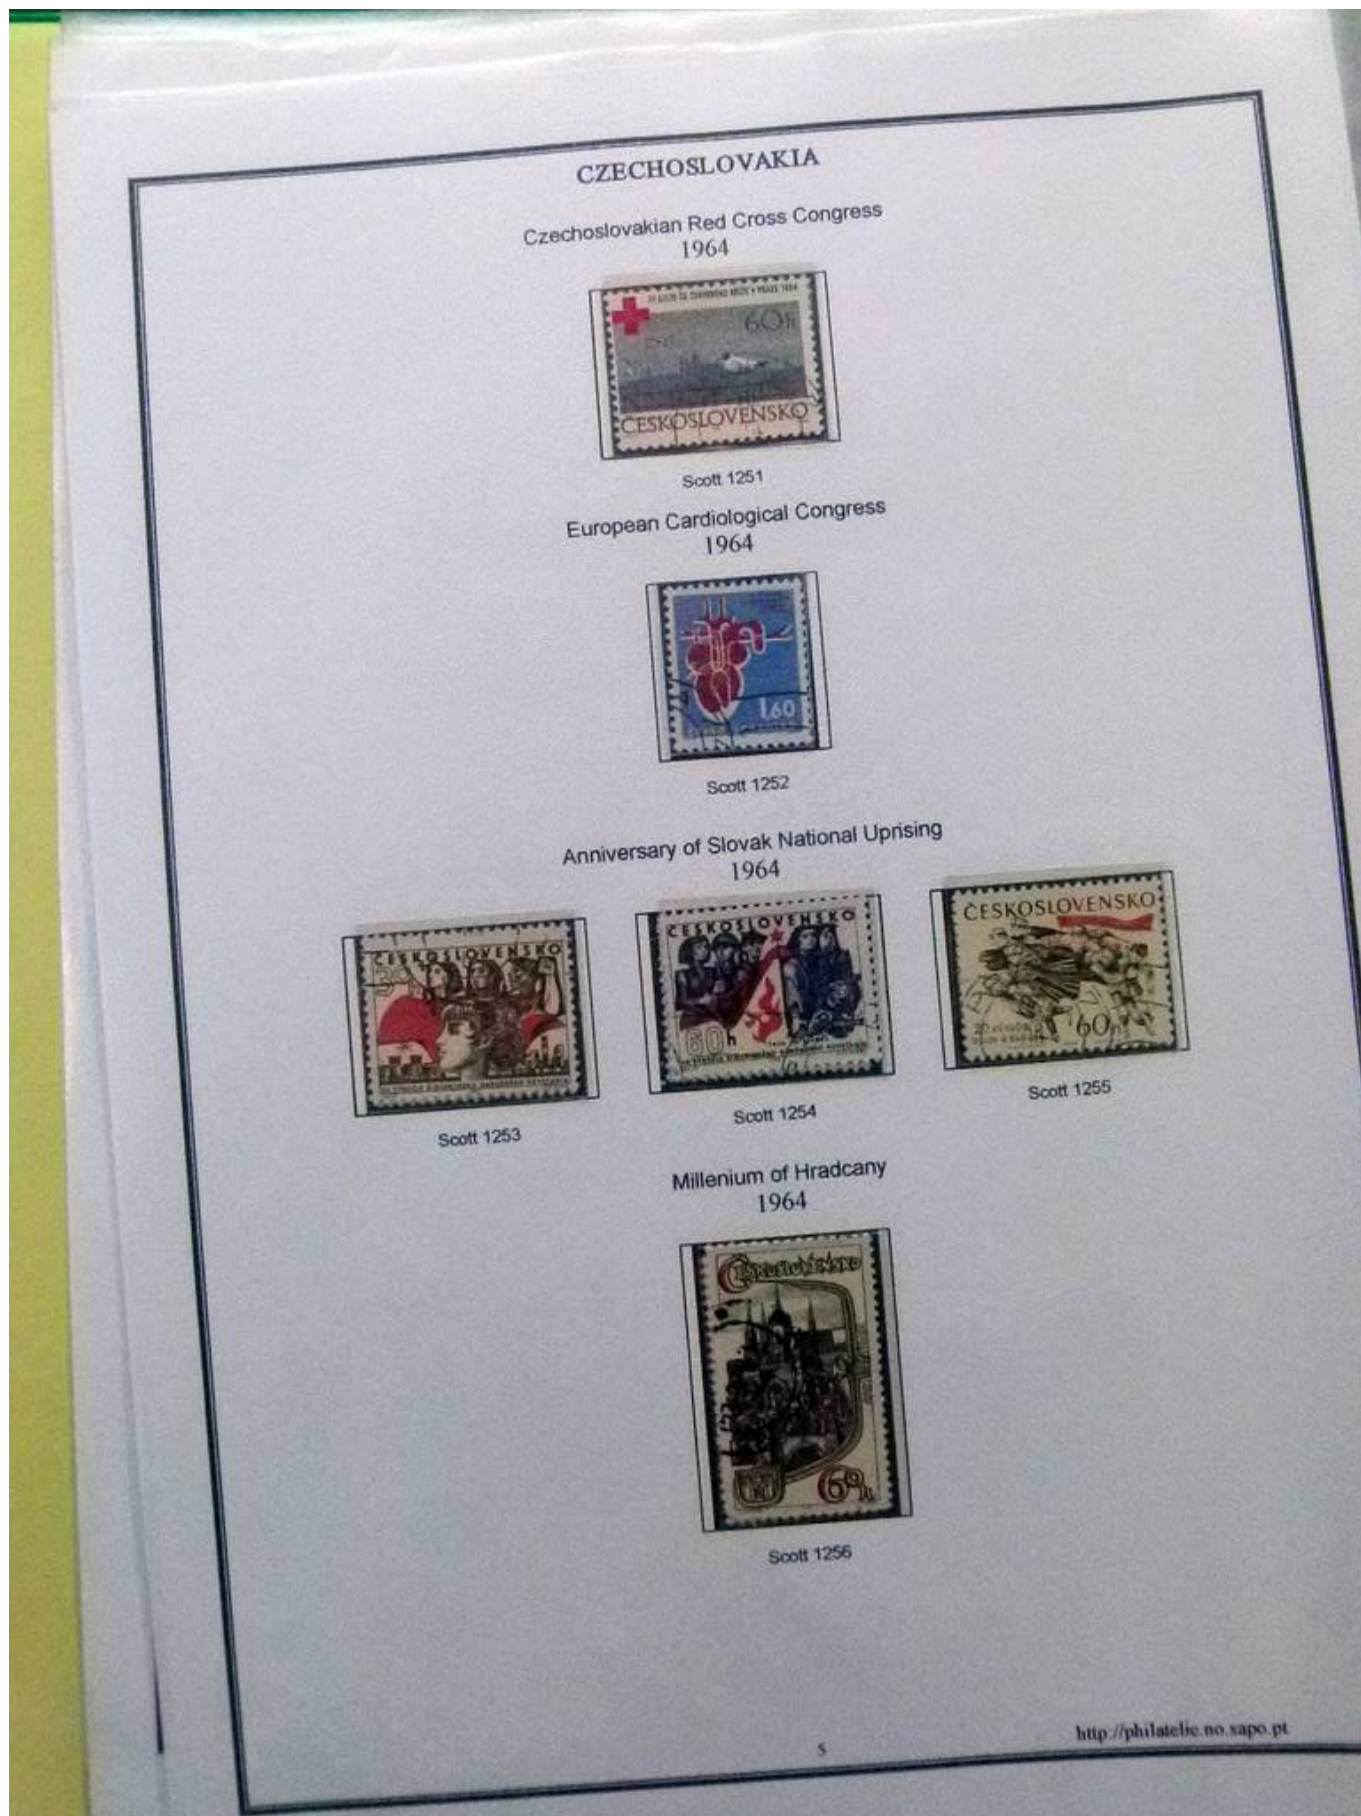 CZECHOSLOVAKIA
Czechoslovakian Red Cross Congress
1964
60h
ČESKOSLOVENSKO
Scott 1251
European Cardiological Congress
1964
1,60
Scott 1252
Anniversary of Slovak National Uprising
1964
ČESKOSLOVENSKO
Scott 1253
ČESKOSLOVENSKO
60h
Scott 1254
ČESKOSLOVENSKO
60h
Scott 1255
Millenium of Hradcany
1964
ČESKOSLOVENSKO
60h
Scott 1256
http://philatelic.no.sapo.pt
5